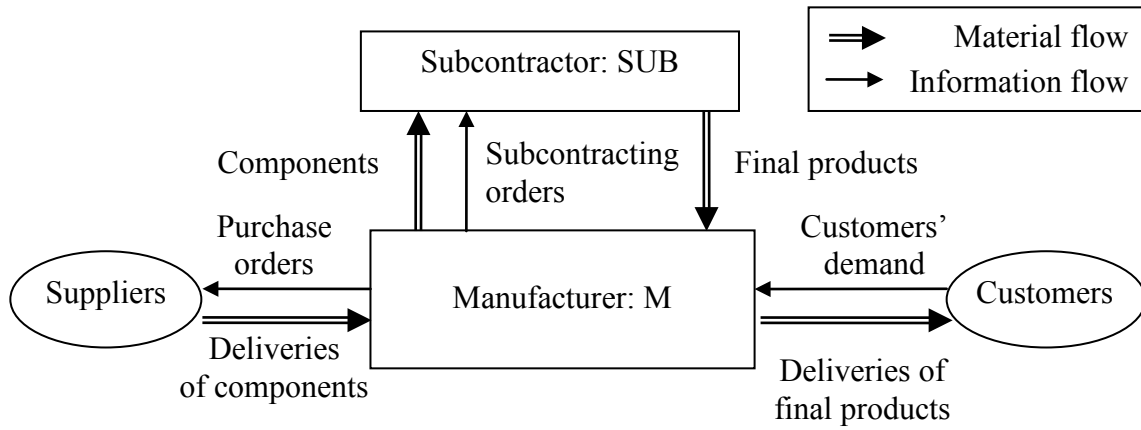 Subcontractor: SUB
Material flow
Information flow
Components
Subcontracting
orders
Final products
Purchase
orders
Customers’
demand
Suppliers
Manufacturer: M
Customers
Deliveries
of components
Deliveries of
final products